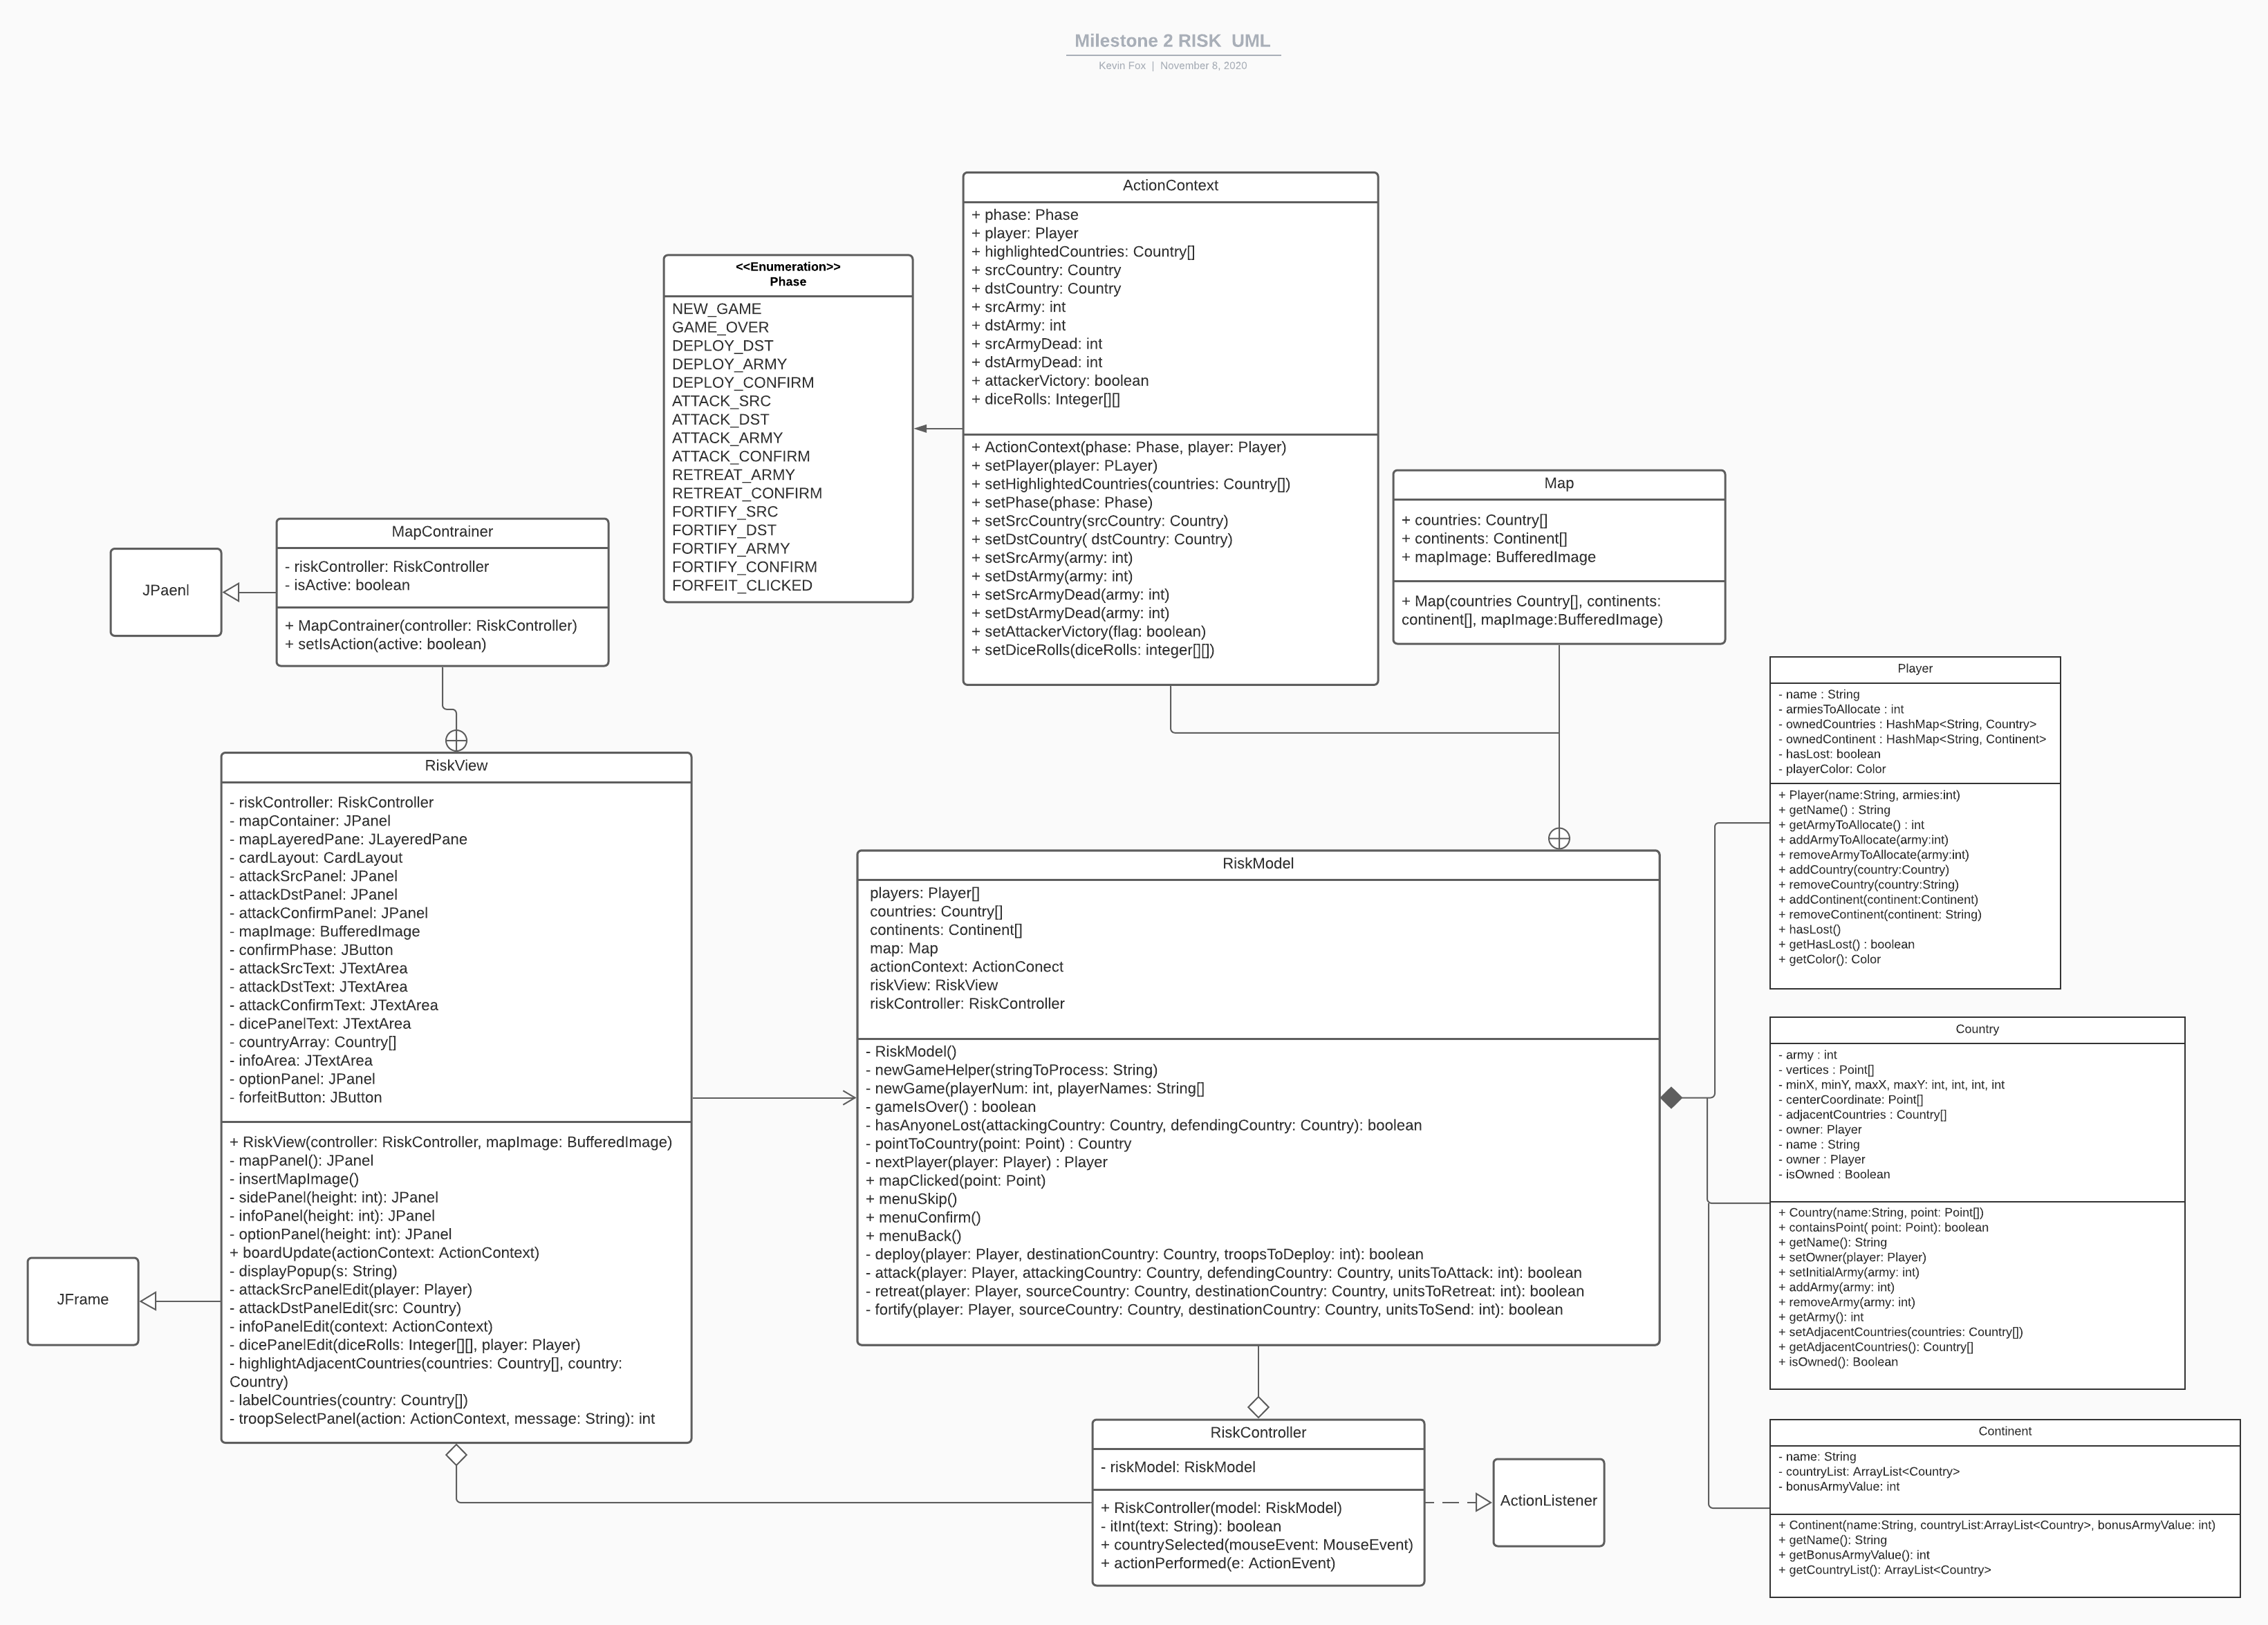 Milestone 2 RISK  UML
Kevin Fox  |  November 8, 2020
ActionContext
+ phase: Phase
+ player: Player
+ highlightedCountries: Country[]
+ srcCountry: Country
+ dstCountry: Country
+ srcArmy: int
+ dstArmy: int
+ srcArmyDead: int
+ dstArmyDead: int
+ attackerVictory: boolean
+ diceRolls: Integer[][]
+ ActionContext(phase: Phase, player: Player)
+ setPlayer(player: PLayer)
+ setHighlightedCountries(countries: Country[])
+ setPhase(phase: Phase)
+ setSrcCountry(srcCountry: Country)
+ setDstCountry( dstCountry: Country)
+ setSrcArmy(army: int)
+ setDstArmy(army: int)
+ setSrcArmyDead(army: int)
+ setDstArmyDead(army: int)
+ setAttackerVictory(flag: boolean)
+ setDiceRolls(diceRolls: integer[][])
<<Enumeration>>
Phase
NEW_GAME
GAME_OVER
DEPLOY_DST
DEPLOY_ARMY
DEPLOY_CONFIRM
ATTACK_SRC
ATTACK_DST
ATTACK_ARMY
ATTACK_CONFIRM
RETREAT_ARMY
RETREAT_CONFIRM
FORTIFY_SRC
FORTIFY_DST
FORTIFY_ARMY
FORTIFY_CONFIRM
FORFEIT_CLICKED
Map
+ countries: Country[]
+ continents: Continent[]
+ mapImage: BufferedImage
+ Map(countries Country[], continents:
continent[], mapImage:BufferedImage)
MapContrainer
- riskController: RiskController
- isActive: boolean
+ MapContrainer(controller: RiskController)
+ setIsAction(active: boolean)
JPaenl
Player
- name : String
- armiesToAllocate : int
- ownedCountries : HashMap<String, Country>
- ownedContinent : HashMap<String, Continent>
- hasLost: boolean
- playerColor: Color
+ Player(name:String, armies:int)
+ getName() : String
+ getArmyToAllocate() : int
+ addArmyToAllocate(army:int)
+ removeArmyToAllocate(army:int)
+ addCountry(country:Country)
+ removeCountry(country:String)
+ addContinent(continent:Continent)
+ removeContinent(continent: String)
+ hasLost()
+ getHasLost() : boolean
+ getColor(): Color
RiskView
- riskController: RiskController
- mapContainer: JPanel
- mapLayeredPane: JLayeredPane
- cardLayout: CardLayout
- attackSrcPanel: JPanel
- attackDstPanel: JPanel
- attackConfirmPanel: JPanel
- mapImage: BufferedImage
- confirmPhase: JButton
- attackSrcText: JTextArea
- attackDstText: JTextArea
- attackConfirmText: JTextArea
- dicePanelText: JTextArea
- countryArray: Country[]
- infoArea: JTextArea
- optionPanel: JPanel
- forfeitButton: JButton
+ RiskView(controller: RiskController, mapImage: BufferedImage)
- mapPanel(): JPanel
- insertMapImage()
- sidePanel(height: int): JPanel
- infoPanel(height: int): JPanel
- optionPanel(height: int): JPanel
+ boardUpdate(actionContext: ActionContext)
- displayPopup(s: String)
- attackSrcPanelEdit(player: Player)
- attackDstPanelEdit(src: Country)
- infoPanelEdit(context: ActionContext)
- dicePanelEdit(diceRolls: Integer[][], player: Player)
- highlightAdjacentCountries(countries: Country[], country:
Country)
- labelCountries(country: Country[])
- troopSelectPanel(action: ActionContext, message: String): int
JFrame
RiskModel
players: Player[]
countries: Country[]
continents: Continent[]
map: Map
actionContext: ActionConect
riskView: RiskView
riskController: RiskController
- RiskModel()
- newGameHelper(stringToProcess: String)
- newGame(playerNum: int, playerNames: String[]
- gameIsOver() : boolean
- hasAnyoneLost(attackingCountry: Country, defendingCountry: Country): boolean
- pointToCountry(point: Point) : Country
- nextPlayer(player: Player) : Player
+ mapClicked(point: Point)
+ menuSkip()
+ menuConfirm()
+ menuBack()
- deploy(player: Player, destinationCountry: Country, troopsToDeploy: int): boolean
- attack(player: Player, attackingCountry: Country, defendingCountry: Country, unitsToAttack: int): boolean
- retreat(player: Player, sourceCountry: Country, destinationCountry: Country, unitsToRetreat: int): boolean
- fortify(player: Player, sourceCountry: Country, destinationCountry: Country, unitsToSend: int): boolean
Country
- army : int
- vertices : Point[]
- minX, minY, maxX, maxY: int, int, int, int
- centerCoordinate: Point[]
- adjacentCountries : Country[]
- owner: Player
- name : String
- owner : Player
- isOwned : Boolean
+ Country(name:String, point: Point[])
+ containsPoint( point: Point): boolean
+ getName(): String
+ setOwner(player: Player)
+ setInitialArmy(army: int)
+ addArmy(army: int)
+ removeArmy(army: int)
+ getArmy(): int
+ setAdjacentCountries(countries: Country[])
+ getAdjacentCountries(): Country[]
+ isOwned(): Boolean
RiskController
- riskModel: RiskModel
+ RiskController(model: RiskModel)
- itInt(text: String): boolean
+ countrySelected(mouseEvent: MouseEvent)
+ actionPerformed(e: ActionEvent)
ActionListener
Continent
- name: String
- countryList: ArrayList<Country>
- bonusArmyValue: int
+ Continent(name:String, countryList:ArrayList<Country>, bonusArmyValue: int)
+ getName(): String
+ getBonusArmyValue(): int
+ getCountryList(): ArrayList<Country>